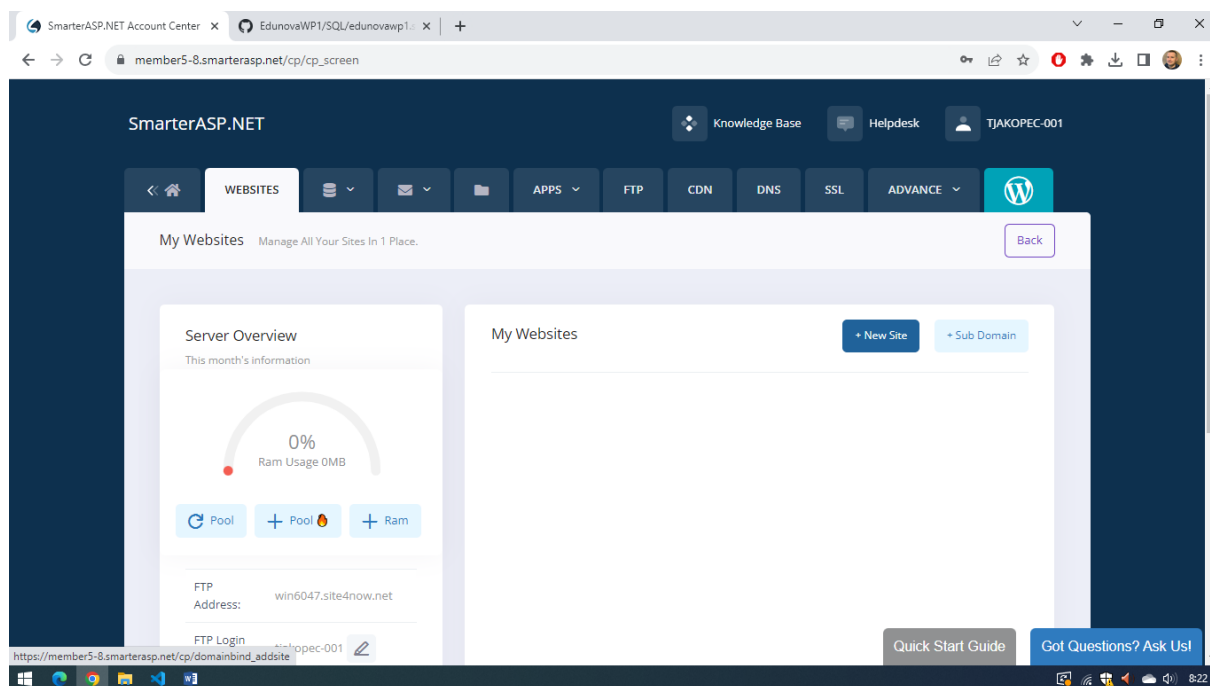 SmarterASP.NET Account Center
EdunovaWP1/SQL/edunovawp1.
member5-8.smarterasp.net/cp/cp_screen
SmarterASP.NET
Knowledge Base
Helpdesk
TJAKOPEC-001
WEBSITES
APPS
FTP
CDN
DNS
SSL
ADVANCE
My Websites Manage All Your Sites In 1 Place.
Back
Server Overview
This month's information
0%
Ram Usage 0MB
Pool
+ Pool
+ Ram
FTP Address: win6047.site4now.net
FTP Login opec-001
My Websites
+ New Site
+ Sub Domain
Quick Start Guide
Got Questions? Ask Us!
https://member5-8.smarterasp.net/cp/domainbind_addsite
8:22